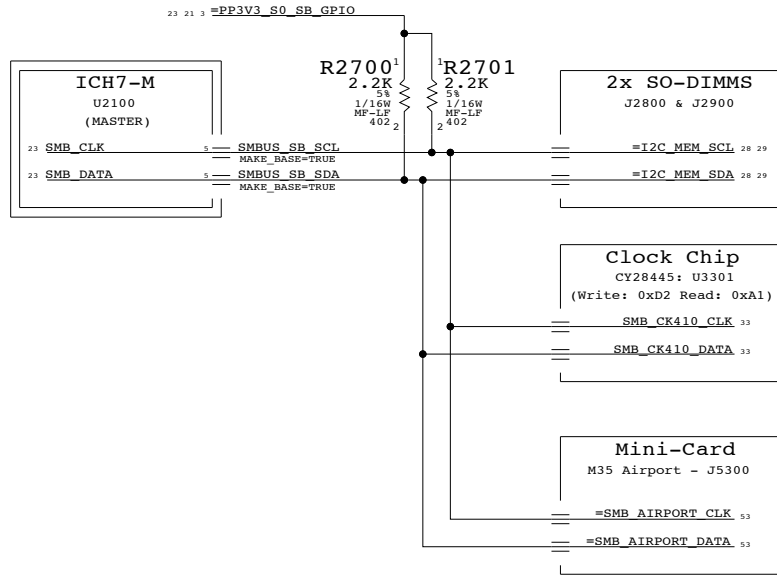 23 21 3 =PP3V3_S0_SB_GPIO
ICH7-M
U2100
(MASTER)
23 SMB_CLK 5 SMBUS_SB_SCL
MAKE_BASE=TRUE
23 SMB_DATA 5 SMBUS_SB_SDA
MAKE_BASE=TRUE
R2700 1
2.2K
5%
1/16W
MF-LF
402 2
1 R2701
2.2K
5%
1/16W
MF-LF
2 402
2x SO-DIMMS
J2800 & J2900
=I2C_MEM_SCL 28 29
=I2C_MEM_SDA 28 29
Clock Chip
CY28445: U3301
(Write: 0xD2 Read: 0xA1)
SMB_CK410_CLK 33
SMB_CK410_DATA 33
Mini-Card
M35 Airport - J5300
=SMB_AIRPORT_CLK 53
=SMB_AIRPORT_DATA 53